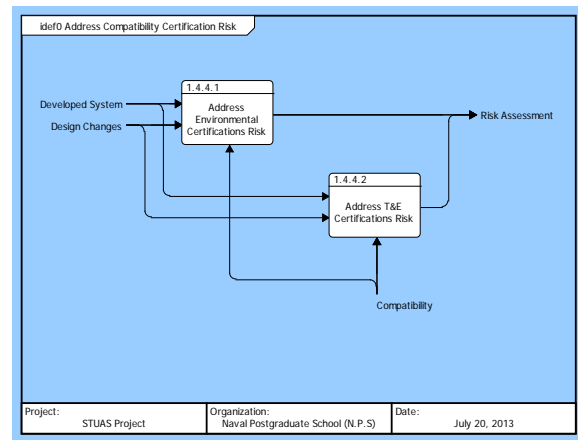 idef0 Address Compatibility Certification Risk
1.4.4.1
Developed System
Address
Environmental
Certifications Risk
Risk Assessment
Design Changes
1.4.4.2
Address T&E
Certifications Risk
Compatibility
Project:
STUAS Project
Organization:
Naval Postgraduate School (N.P.S)
Date:
July 20, 2013